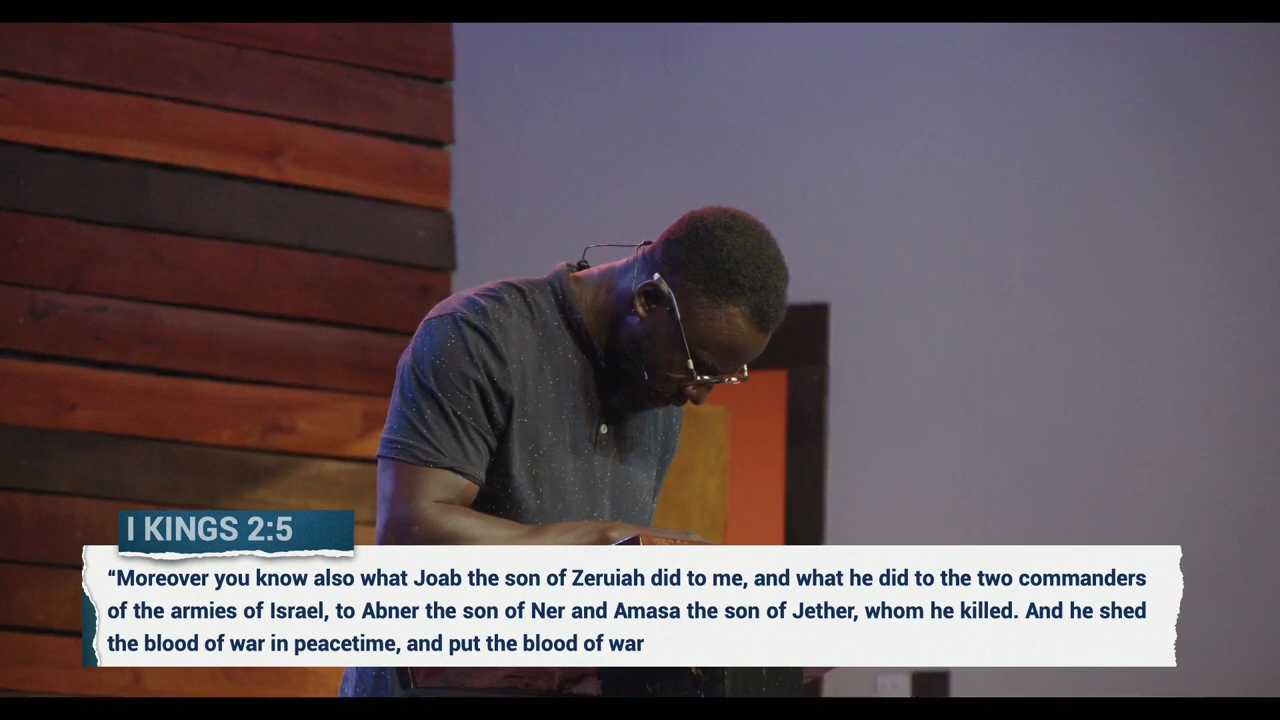 I KINGS 2:5
“Moreover you know also what Joab the son of Zeruiah did to me, and what he did to the two commanders
of the armies of Israel, to Abner the son of Ner and Amasa the son of Jether, whom he killed. And he shed
the blood of war in peacetime, and put the blood of war